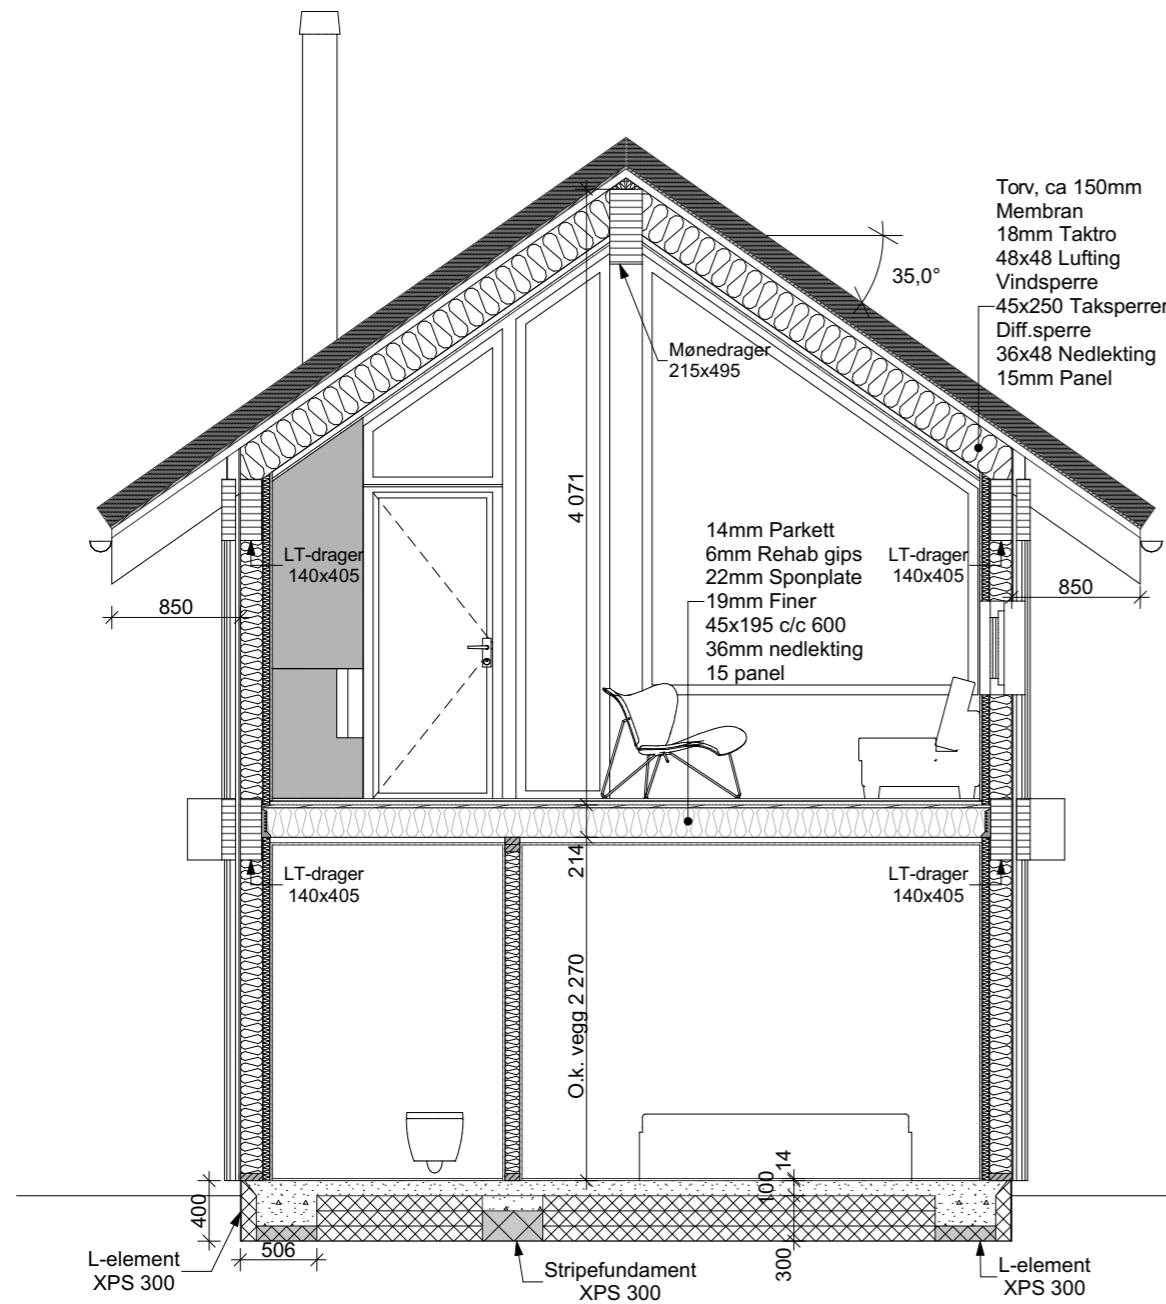 Torv, ca 150mm
Membran
18mm Taktro
48x48 Lufting
Vindsperre
45x250 Taksperrer
Diff.sperre
36x48 Nedlekting
15mm Panel
35,0°
Mønedrager
215x495
4 071
14mm Parkett
6mm Rehab gips
22mm Sponplate
19mm Finer
45x195 c/c 600
36mm nedlekting
15 panel
LT-drager
140x405
LT-drager
140x405
850
850
214
LT-drager
140x405
LT-drager
140x405
O.k. vegg 2 270
14
100
300
400
506
L-element
XPS 300
Stripefundament
XPS 300
L-element
XPS 300